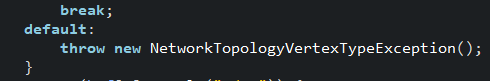 break;
default:
throw new NetworkTopologyVertexTypeException();
}